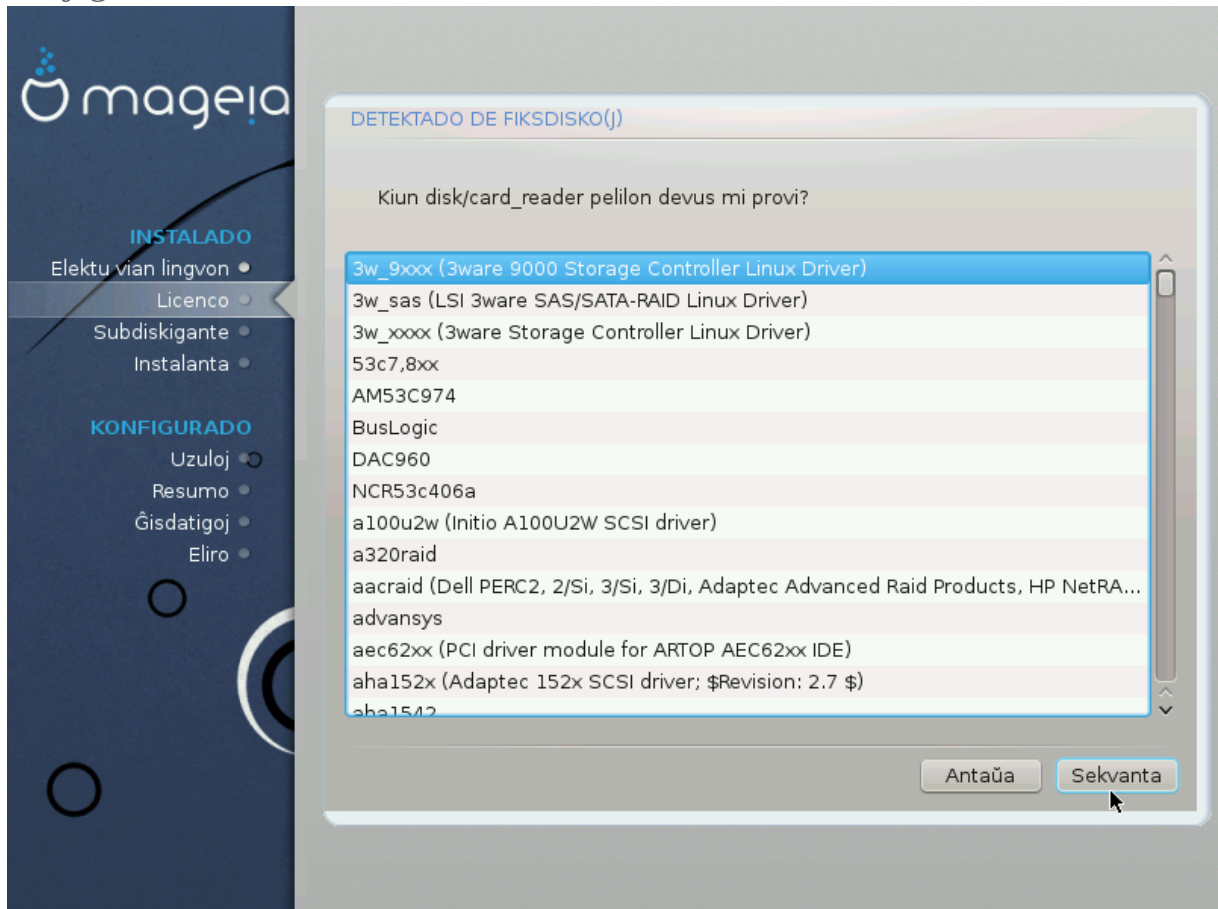 mageia
INSTALADO
Elektu vian lingvon
Licenco
Subdiskigante
Instalanta
KONFIGURADO
Uzuloj
Resumo
Ĝisdatigoj
Eliro
DETEKTADO DE FIKSDISKO(J)
Kiun disk/card_reader pelilon devus mi provi?
3w_9xxx (3ware 9000 Storage Controller Linux Driver)
3w_sas (LSI 3ware SAS/SATA-RAID Linux Driver)
3w_xxxx (3ware Storage Controller Linux Driver)
53c7,8xx
AM53C974
BusLogic
DAC960
NCR53c406a
a100u2w (Initio A100U2W SCSI driver)
a320raid
aacraid (Dell PERC2, 2/Si, 3/Si, 3/Di, Adaptec Advanced Raid Products, HP NetRA...
advansys
aec62xx (PCI driver module for ARTOP AEC62xx IDE)
aha152x (Adaptec 152x SCSI driver; $Revision: 2.7 $)
aha1542
Antaŭa
Sekvanta